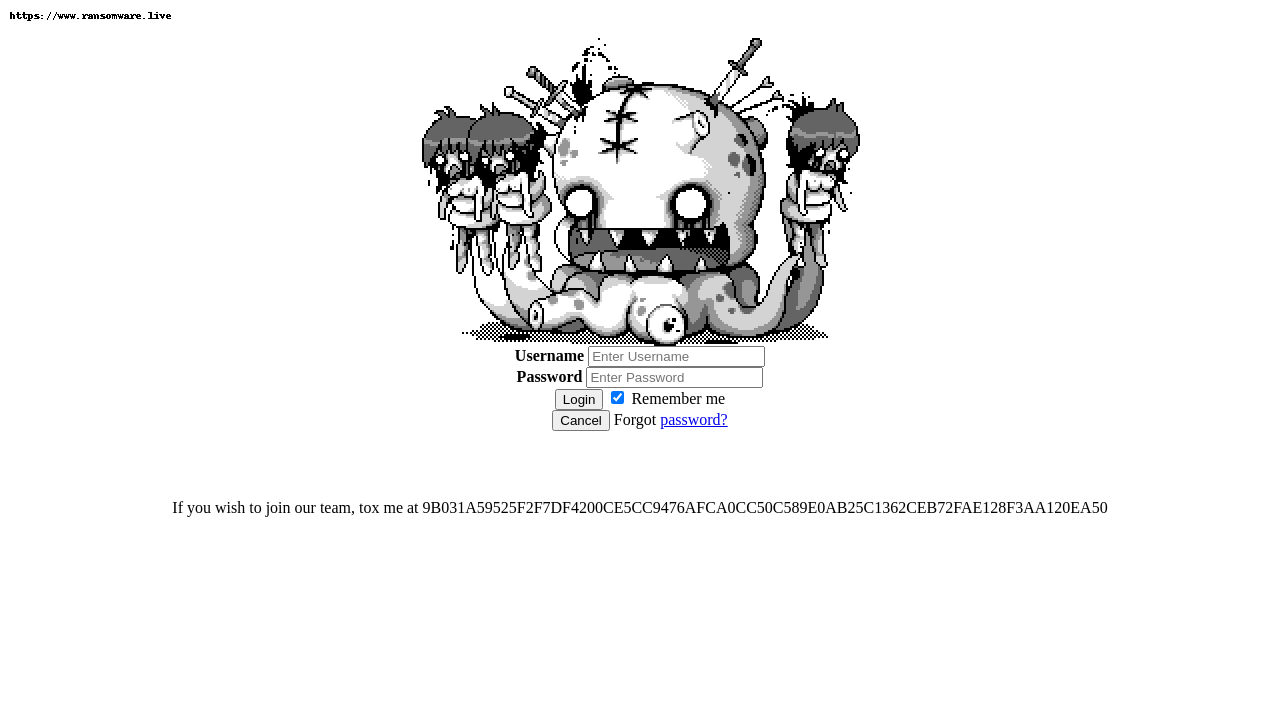 https://www.ransomware.live
Username Enter Username
Password Enter Password
Login Remember me
Cancel Forgot password?
If you wish to join our team, tox me at 9B031A59525F2F7DF4200CE5CC9476AFCA0CC50C589E0AB25C1362CEB72FAE128F3AA120EA50